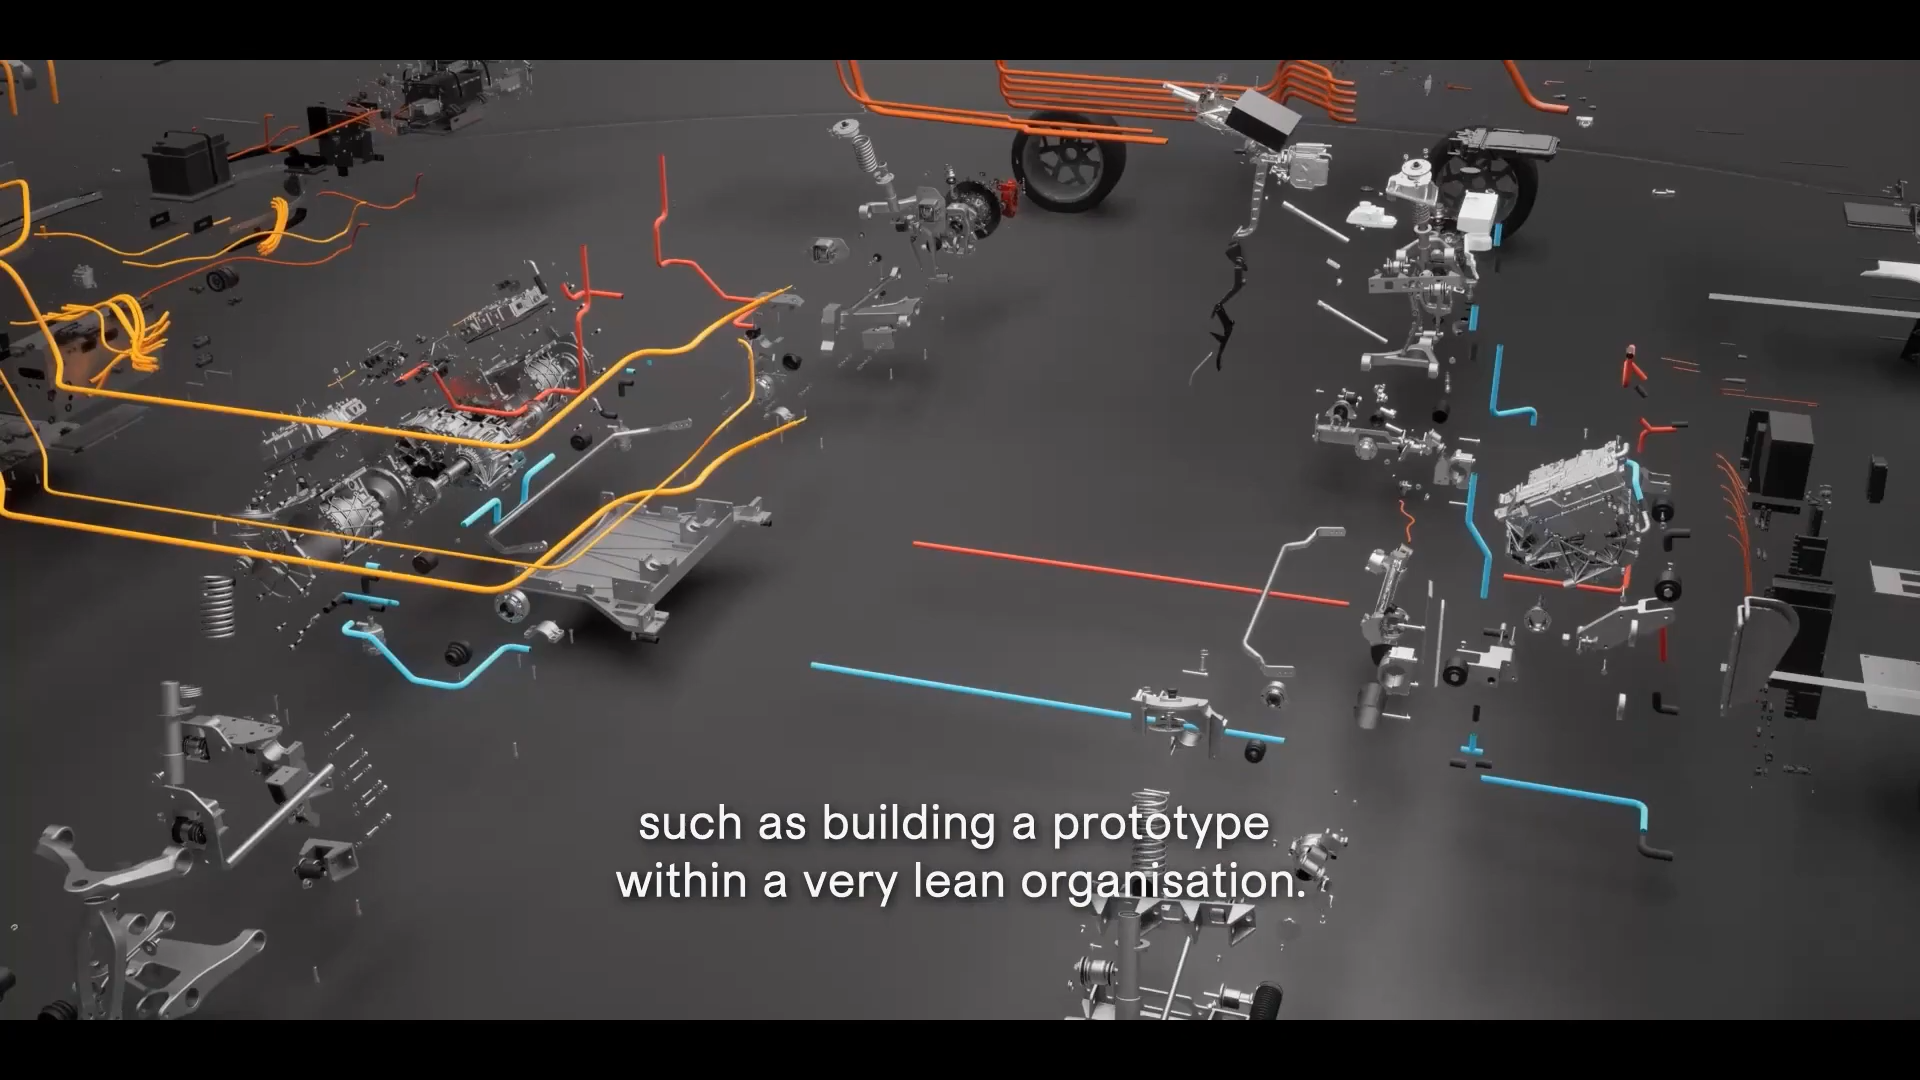 such as building a prototype
within a very lean organisation.